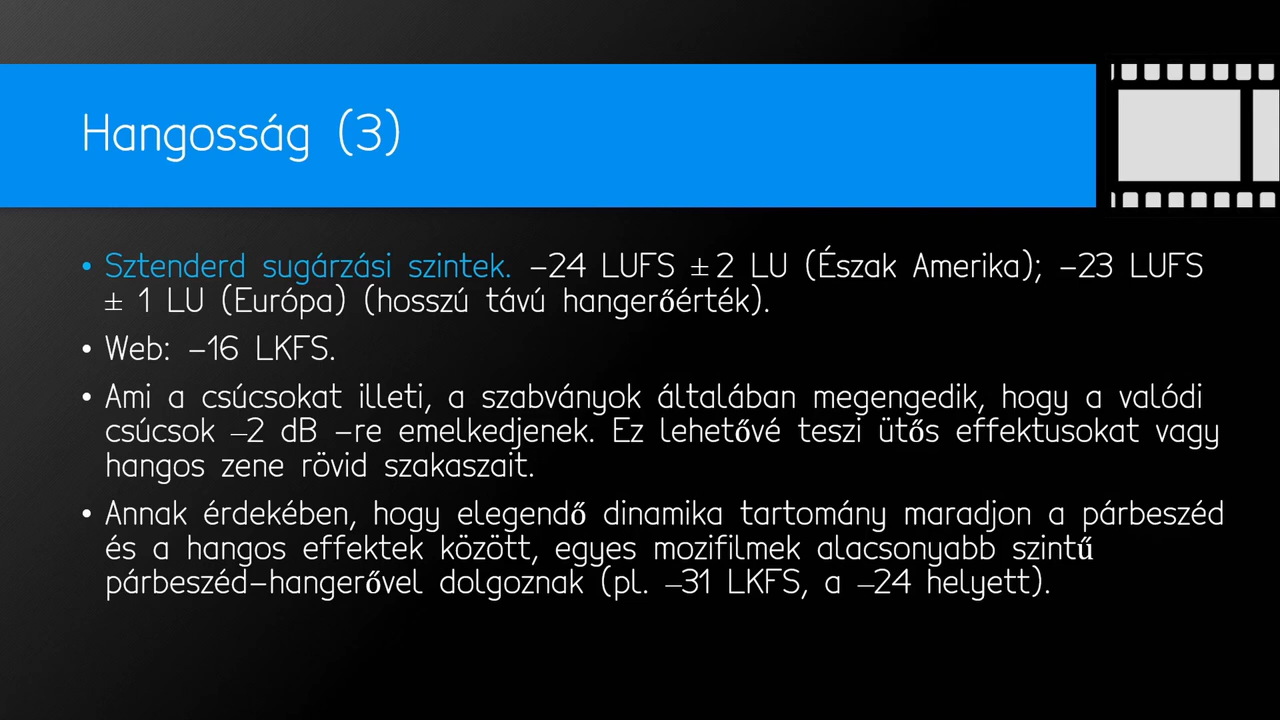 Hangosság (3)
• Sztenderd sugárzási szintek. –24 LUFS ±2 LU (Észak Amerika); –23 LUFS
± 1 LU (Európa) (hosszú távú hangerőérték).
• Web: –16 LKFS.
• Ami a csúcsokat illeti, a szabványok általában megengedik, hogy a valódi
csúcsok –2 dB –re emelkedjenek. Ez lehetővé teszi ütős effektusokat vagy
hangos zene rövid szakaszait.
• Annak érdekében, hogy elegendő dinamika tartomány maradjon a párbeszéd
és a hangos effektek között, egyes mozifilmek alacsonyabb szintű
párbeszéd-hangerővel dolgoznak (pl. –31 LKFS, a –24 helyett).